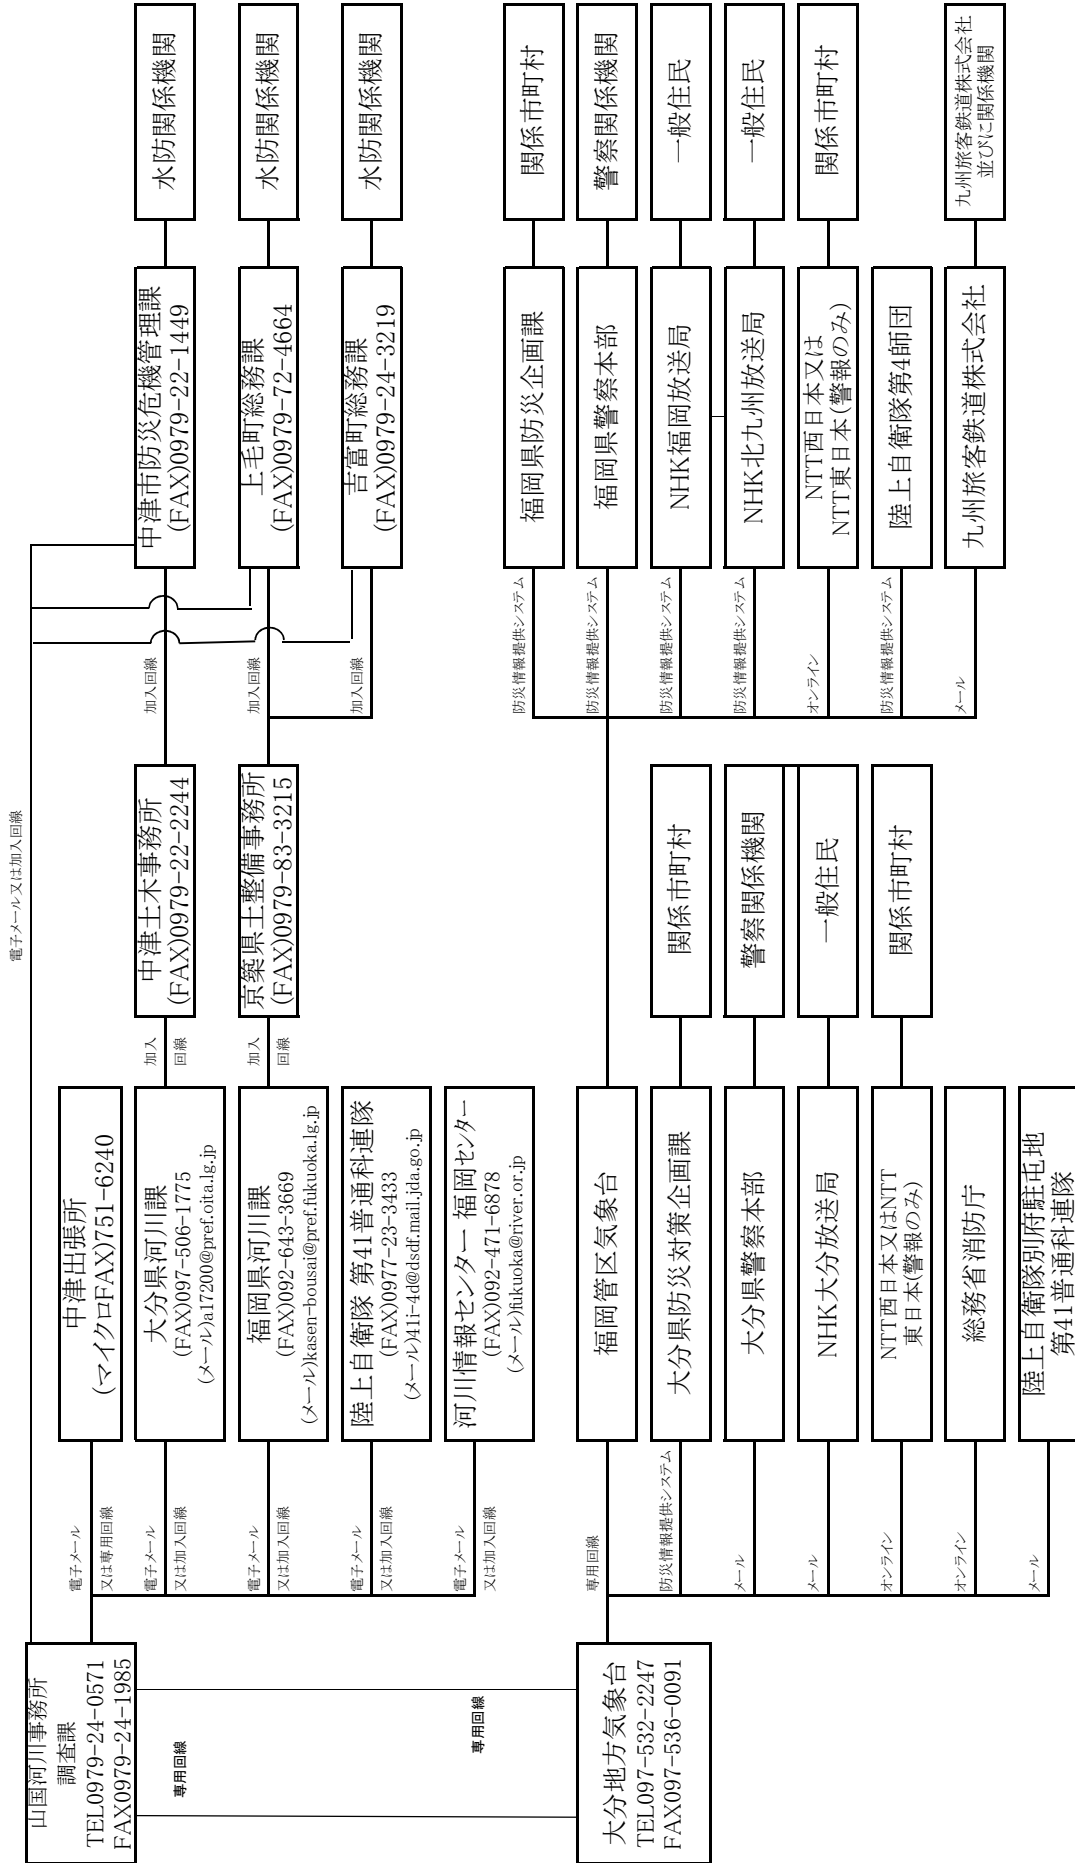 山国河川事務所
調査課
TEL0979-24-0571
FAX0979-24-1985
専用回線
専用回線
大分地方気象台
TEL097-532-2247
FAX097-536-0091
電子メール又は加入回線
電子メール
又は専用回線
中津出張所
(マイクロFAX)751-6240
電子メール
又は加入回線
大分県河川課
(FAX)097-506-1775
(メール)a17200@pref.oita.lg.jp
加入
回線
中津土木事務所
(FAX)0979-22-2244
加入回線
中津市防災危機管理課
(FAX)0979-22-1449
水防関係機関
電子メール
又は加入回線
福岡県河川課
(FAX)092-643-3669
(メール)kasen-bousai@pref.fukuoka.lg.jp
加入
回線
京築県土整備事務所
(FAX)0979-83-3215
加入回線
上毛町総務課
(FAX)0979-72-4664
水防関係機関
加入回線
吉富町総務課
(FAX)0979-24-3219
水防関係機関
電子メール
又は加入回線
陸上自衛隊 第41普通科連隊
(FAX)0977-23-3433
(メール)41i-4d@dsdf.mail.jda.go.jp
電子メール
又は加入回線
河川情報センター 福岡センター
(FAX)092-471-6878
(メール)fukuoka@river.or.jp
専用回線
福岡管区気象台
防災情報提供システム
福岡県防災企画課
関係市町村
防災情報提供システム
福岡県警察本部
警察関係機関
防災情報提供システム
NHK福岡放送局
一般住民
防災情報提供システム
NHK北九州放送局
一般住民
オンライン
NTT西日本又は
NTT東日本(警報のみ)
関係市町村
防災情報提供システム
陸上自衛隊第4師団
メール
九州旅客鉄道株式会社
九州旅客鉄道株式会社
並びに関係機関
防災情報提供システム
大分県防災対策企画課
関係市町村
メール
大分県警察本部
警察関係機関
メール
NHK大分放送局
一般住民
オンライン
NTT西日本又はNTT
東日本(警報のみ)
関係市町村
オンライン
総務省消防庁
メール
陸上自衛隊別府駐屯地
第41普通科連隊